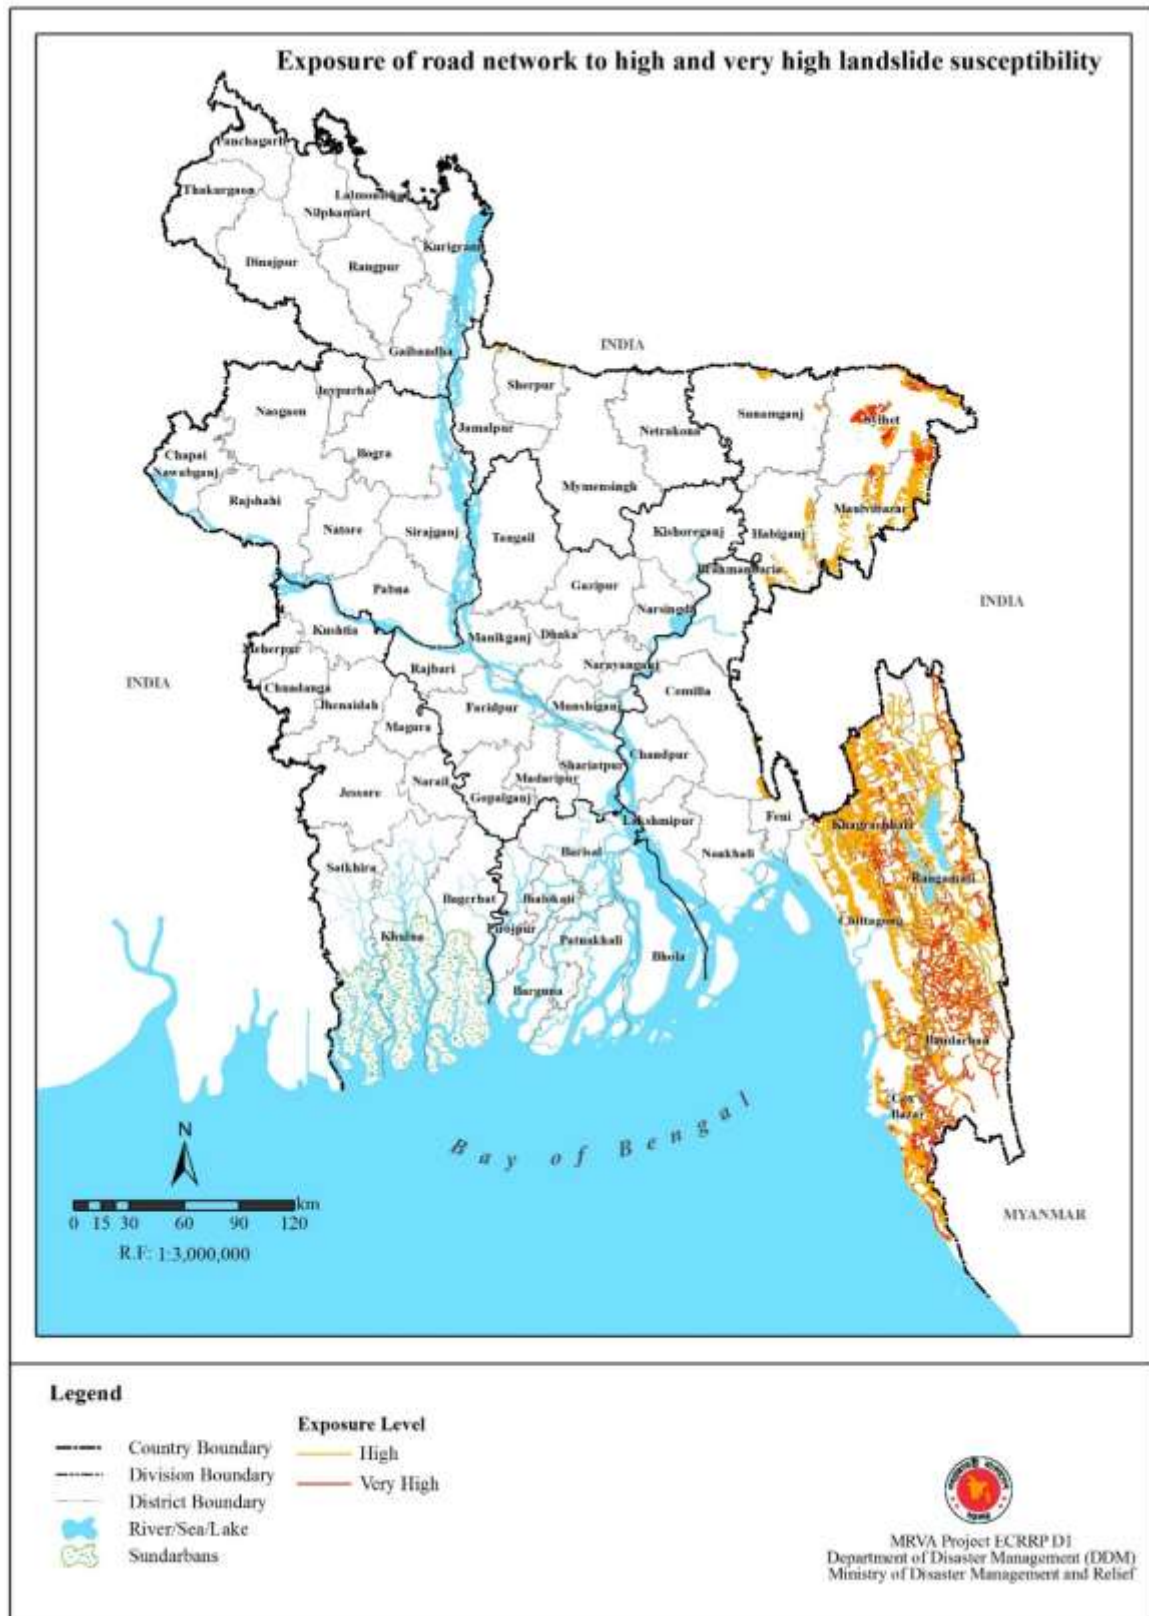 Exposure of road network to high and very high landslide susceptibility
Panchagarh
Thakurgaon
Nilphamari
Kurigram
Dinajpur
Rangpur
Gaibandha
INDIA
Sherpur
Joypurhat
Naogaon
Sunamganj
Sylhet
Jamalpur
Netrakona
Bogra
Chapai
Nawabganj
Mymensingh
Rajshahi
Maulvibazar
Natore
Sirajganj
Tangail
Kishoreganj
Habiganj
Brahmanbaria
Pabna
Gazipur
INDIA
Narsingdi
Kushtia
Manikganj
Dhaka
Meherpur
Rajbari
Narayanganj
INDIA
Chuadanga
Comilla
Jhenaidah
Faridpur
Munshiganj
Magura
Chandpur
Shariatpur
Madaripur
Narail
Jessore
Gopalganj
Feni
Lakshmipur
Khagrachhari
Noakhali
Barisal
Satkhira
Rangamati
Bagerhat
Jhalokati
Chittagong
Pirojpur
Khulna
Patuakhali
Bhola
Barguna
Bandarban
Cox's
Bazar
Bay of Bengal
N
km
0 15 30 60 90 120
R.F: 1:3,000,000
MYANMAR
Legend
Exposure Level
Country Boundary
High
Division Boundary
Very High
District Boundary
River/Sea/Lake
Sundarbans
MRVA Project ECRRP D1
Department of Disaster Management (DDM)
Ministry of Disaster Management and Relief